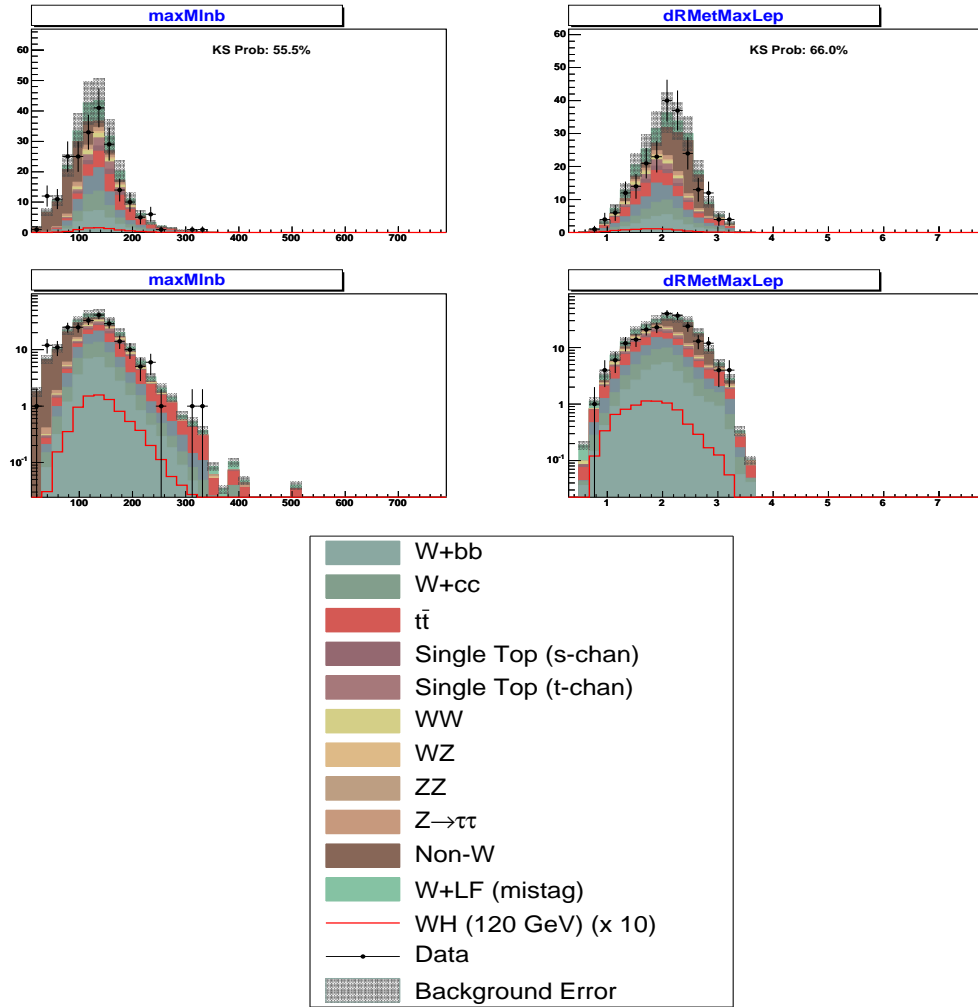 maxMlnb
dRMetMaxLep
KS Prob: 55.5%
KS Prob: 66.0%
60
50
40
30
20
10
0
0 100 200 300 400 500 600 700
60
50
40
30
20
10
0
1 2 3 4 5 6 7
maxMlnb
dRMetMaxLep
10
1
10⁻¹
0 100 200 300 400 500 600 700
10
1
10⁻¹
1 2 3 4 5 6 7
W+bb
W+cc
tt̄
Single Top (s-chan)
Single Top (t-chan)
WW
WZ
ZZ
Z→ττ
Non-W
W+LF (mistag)
WH (120 GeV) (x 10)
Data
Background Error